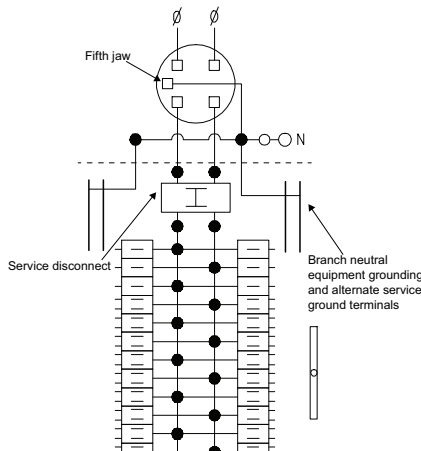 Ø Ø
Fifth jaw
N
Service disconnect
Branch neutral
equipment grounding
and alternate service
ground terminals